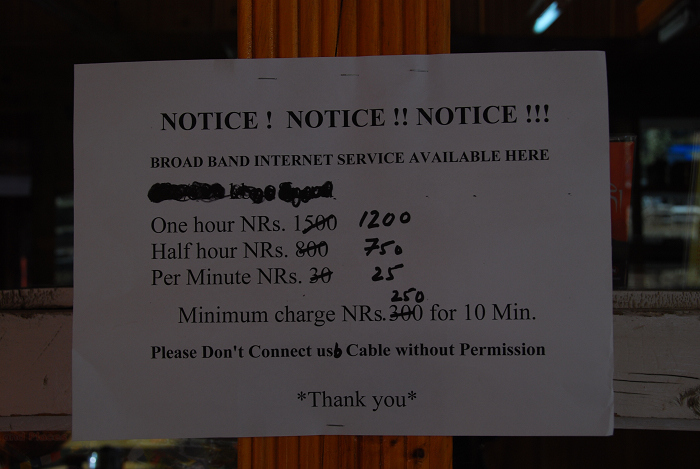 NOTICE ! NOTICE !! NOTICE !!!
BROAD BAND INTERNET SERVICE AVAILABLE HERE
One hour NRs. 1500 1200
Half hour NRs. 800 750
Per Minute NRs. 30 25
250
Minimum charge NRs. 300 for 10 Min.
Please Don't Connect usb Cable without Permission
*Thank you*